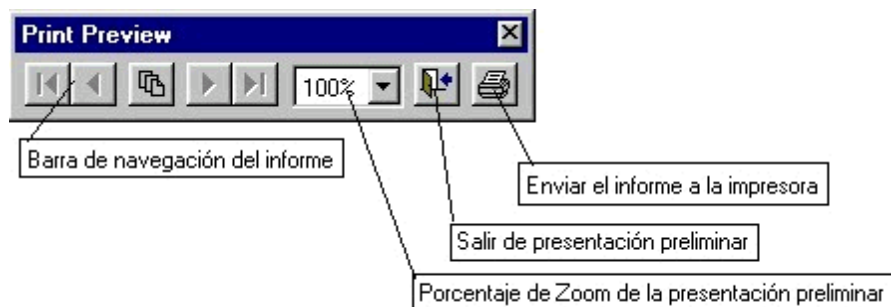 Print Preview
100%
Barra de navegación del informe
Enviar el informe a la impresora
Salir de presentación preliminar
Porcentaje de Zoom de la presentación preliminar